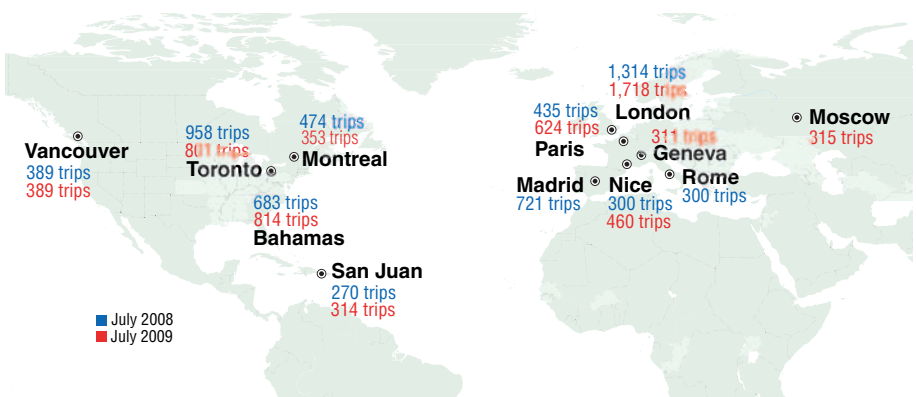 1,314 trips
1,718 trips
London
435 trips
624 trips
Paris
311 trips
Geneva
Moscow
315 trips
474 trips
353 trips
Montreal
958 trips
trips
Toronto
Vancouver
389 trips
389 trips
Madrid
721 trips
Nice
300 trips
460 trips
Rome
300 trips
683 trips
814 trips
Bahamas
San Juan
270 trips
314 trips
July 2008
July 2009